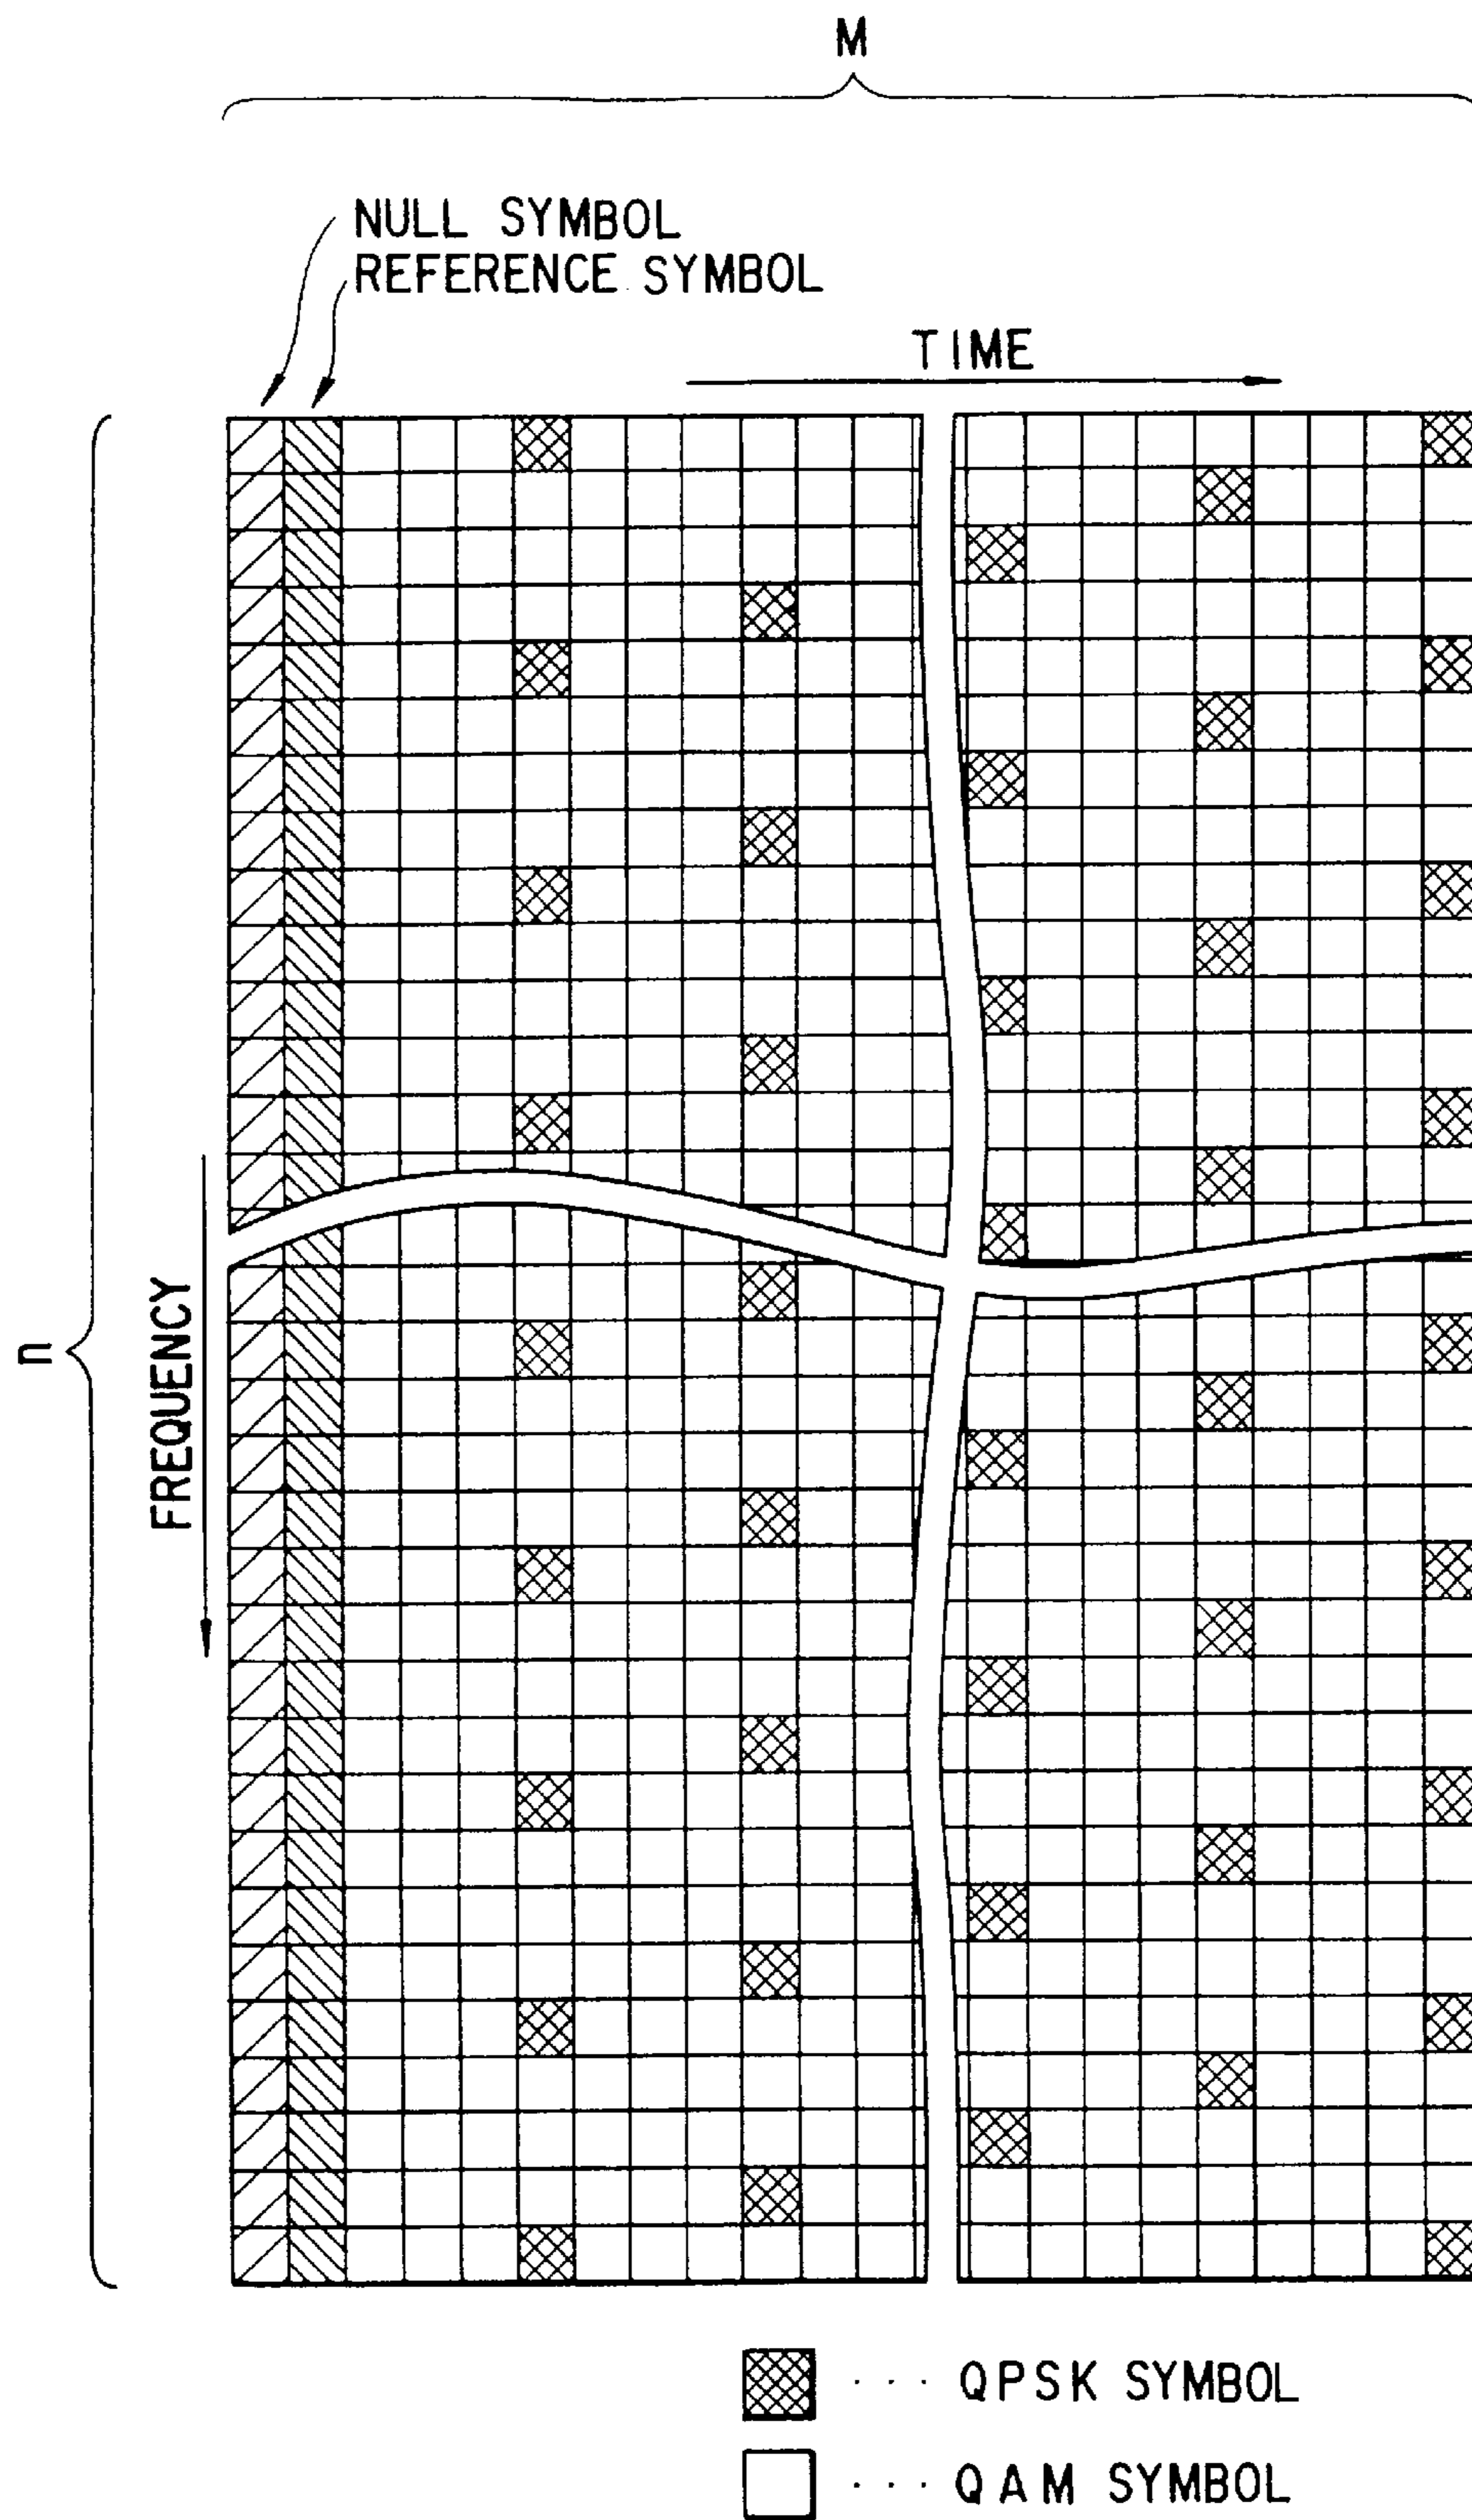 M
NULL SYMBOL
REFERENCE SYMBOL
TIME
n
FREQUENCY
··· QPSK SYMBOL
··· QAM SYMBOL